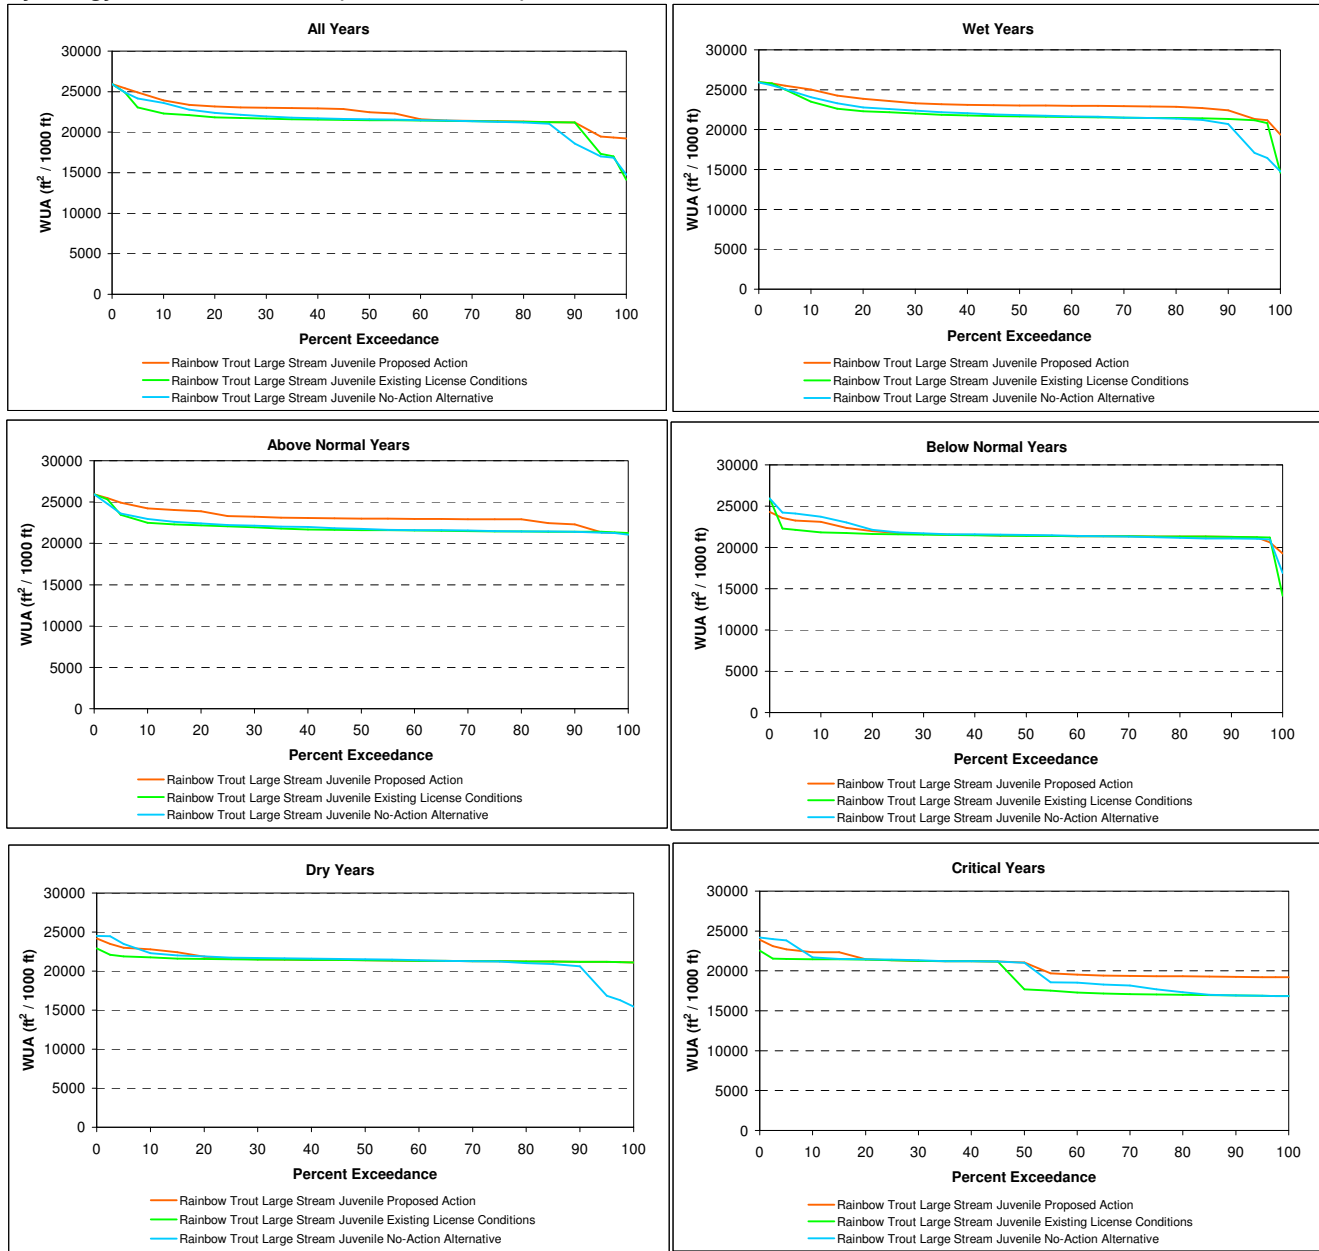 All Years
30000
25000
20000
15000
10000
5000
0
WUA (ft² / 1000 ft)
0 10 20 30 40 50 60 70 80 90 100
Percent Exceedance
Rainbow Trout Large Stream Juvenile Proposed Action
Rainbow Trout Large Stream Juvenile Existing License Conditions
Rainbow Trout Large Stream Juvenile No-Action Alternative
Wet Years
30000
25000
20000
15000
10000
5000
0
WUA (ft² / 1000 ft)
0 10 20 30 40 50 60 70 80 90 100
Percent Exceedance
Rainbow Trout Large Stream Juvenile Proposed Action
Rainbow Trout Large Stream Juvenile Existing License Conditions
Rainbow Trout Large Stream Juvenile No-Action Alternative
Above Normal Years
30000
25000
20000
15000
10000
5000
0
WUA (ft² / 1000 ft)
0 10 20 30 40 50 60 70 80 90 100
Percent Exceedance
Rainbow Trout Large Stream Juvenile Proposed Action
Rainbow Trout Large Stream Juvenile Existing License Conditions
Rainbow Trout Large Stream Juvenile No-Action Alternative
Below Normal Years
30000
25000
20000
15000
10000
5000
0
WUA (ft² / 1000 ft)
0 10 20 30 40 50 60 70 80 90 100
Percent Exceedance
Rainbow Trout Large Stream Juvenile Proposed Action
Rainbow Trout Large Stream Juvenile Existing License Conditions
Rainbow Trout Large Stream Juvenile No-Action Alternative
Dry Years
30000
25000
20000
15000
10000
5000
0
WUA (ft² / 1000 ft)
0 10 20 30 40 50 60 70 80 90 100
Percent Exceedance
Rainbow Trout Large Stream Juvenile Proposed Action
Rainbow Trout Large Stream Juvenile Existing License Conditions
Rainbow Trout Large Stream Juvenile No-Action Alternative
Critical Years
30000
25000
20000
15000
10000
5000
0
WUA (ft² / 1000 ft)
0 10 20 30 40 50 60 70 80 90 100
Percent Exceedance
Rainbow Trout Large Stream Juvenile Proposed Action
Rainbow Trout Large Stream Juvenile Existing License Conditions
Rainbow Trout Large Stream Juvenile No-Action Alternative